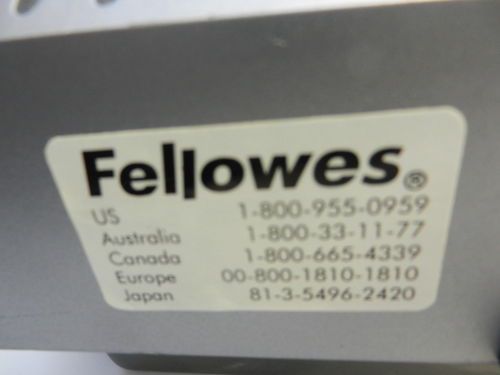 Fellowes®
US 1-800-955-0959
Australia 1-800-33-11-77
Canada 1-800-665-4339
Europe 00-800-1810-1810
Japan 81-3-5496-2420